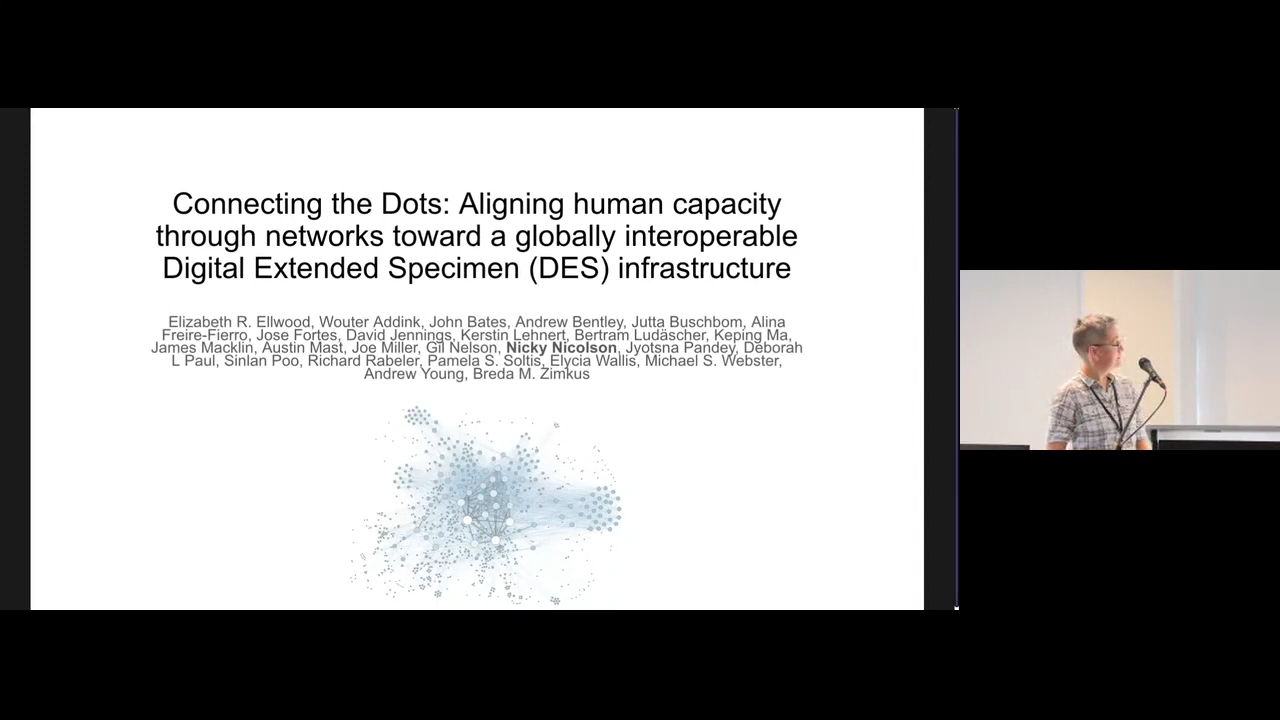 Connecting the Dots: Aligning human capacity
through networks toward a globally interoperable
Digital Extended Specimen (DES) infrastructure
Elizabeth R. Ellwood, Wouter Addink, John Bates, Andrew Bentley, Jutta Buschbom, Alina
Freire-Fierro, Jose Fortes, David Jennings, Kerstin Lehnert, Bertram Ludäscher, Keping Ma,
James Macklin, Austin Mast, Joe Miller, Gil Nelson, Nicky Nicolson, Jyotsna Pandey, Deborah
L Paul, Sinlan Poo, Richard Rabeler, Pamela S. Soltis, Elycia Wallis, Michael S. Webster,
Andrew Young, Breda M. Zimkus